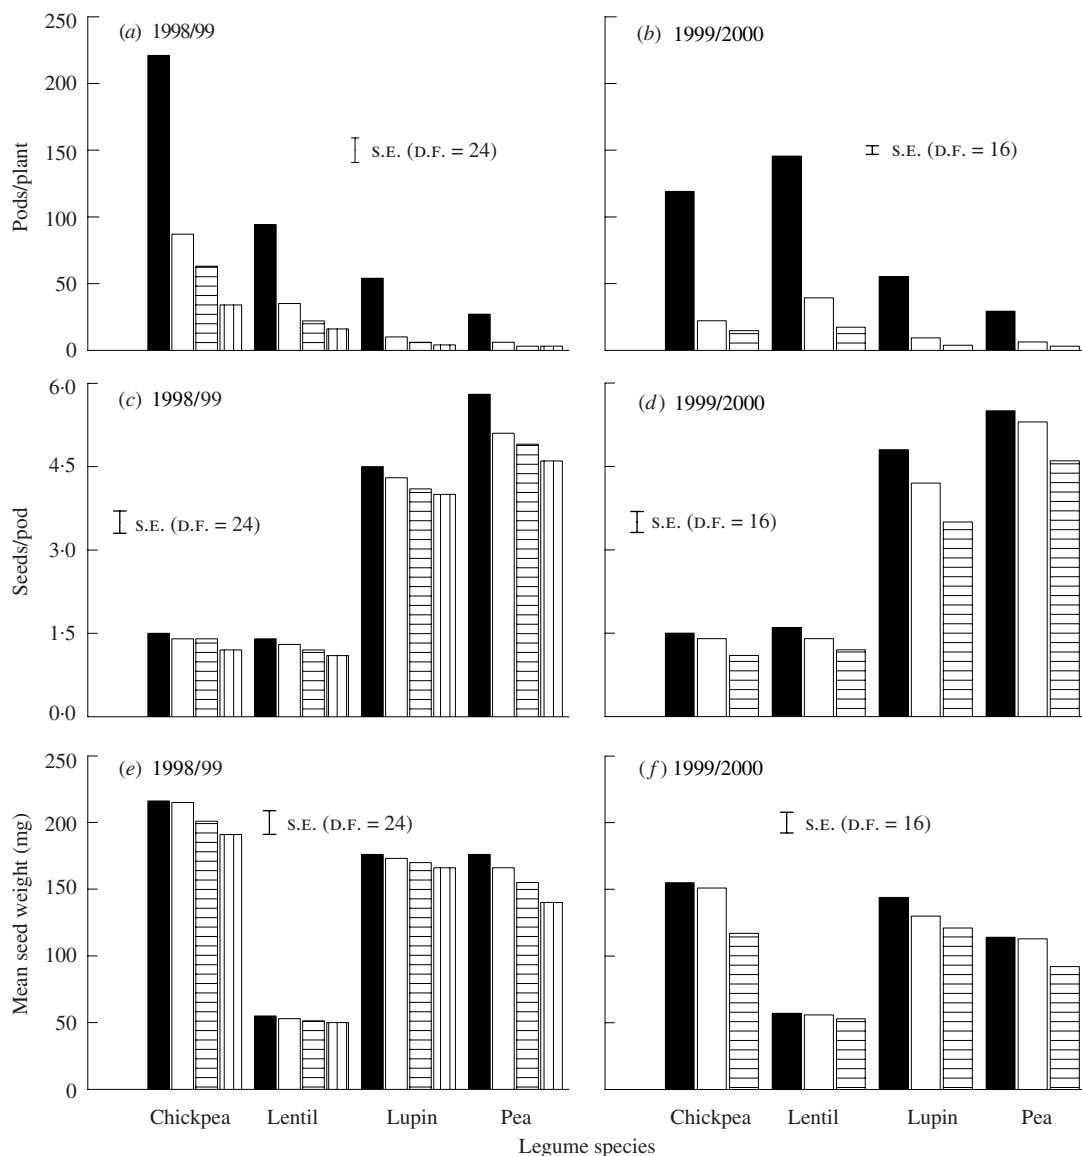 (a) 1998/99
(b) 1999/2000
250
200
150
100
50
0
Pods/plant
S.E. (D.F. = 24)
S.E. (D.F. = 16)
(c) 1998/99
(d) 1999/2000
6·0
4·5
3·0
1·5
0·0
Seeds/pod
S.E. (D.F. = 24)
S.E. (D.F. = 16)
(e) 1998/99
(f) 1999/2000
250
200
150
100
50
0
Mean seed weight (mg)
S.E. (D.F. = 24)
S.E. (D.F. = 16)
Chickpea Lentil Lupin Pea Chickpea Lentil Lupin Pea
Legume species